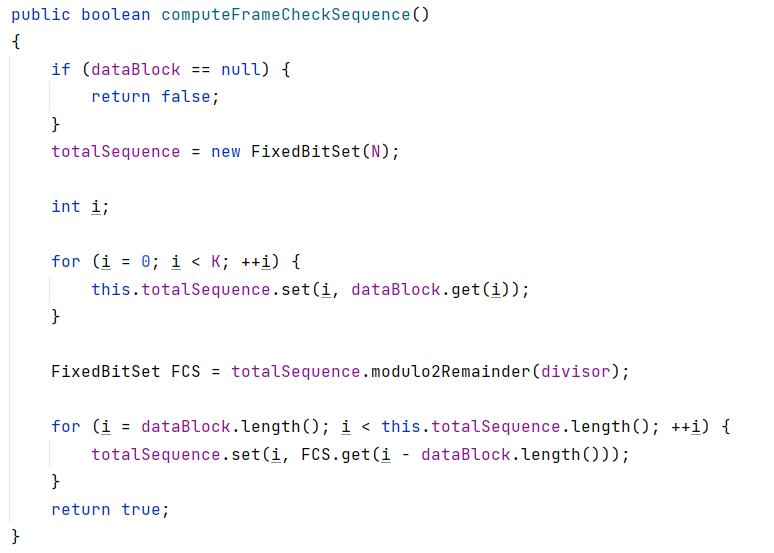 public boolean computeFrameCheckSequence()
{
    if (dataBlock == null) {
        return false;
    }
    totalSequence = new FixedBitSet(N);

    int i;

    for (i = 0; i < K; ++i) {
        this.totalSequence.set(i, dataBlock.get(i));
    }

    FixedBitSet FCS = totalSequence.modulo2Remainder(divisor);

    for (i = dataBlock.length(); i < this.totalSequence.length(); ++i) {
        totalSequence.set(i, FCS.get(i - dataBlock.length()));
    }
    return true;
}